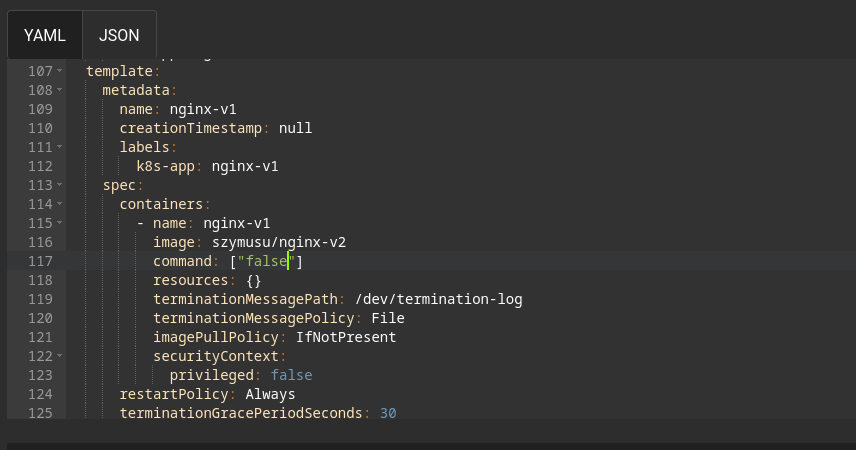 YAML JSON
107 template:
108 metadata:
109 name: nginx-v1
110 creationTimestamp: null
111 labels:
112 k8s-app: nginx-v1
113 spec:
114 containers:
115 - name: nginx-v1
116 image: szymusu/nginx-v2
117 command: ["false"]
118 resources: {}
119 terminationMessagePath: /dev/termination-log
120 terminationMessagePolicy: File
121 imagePullPolicy: IfNotPresent
122 securityContext:
123 privileged: false
124 restartPolicy: Always
125 terminationGracePeriodSeconds: 30